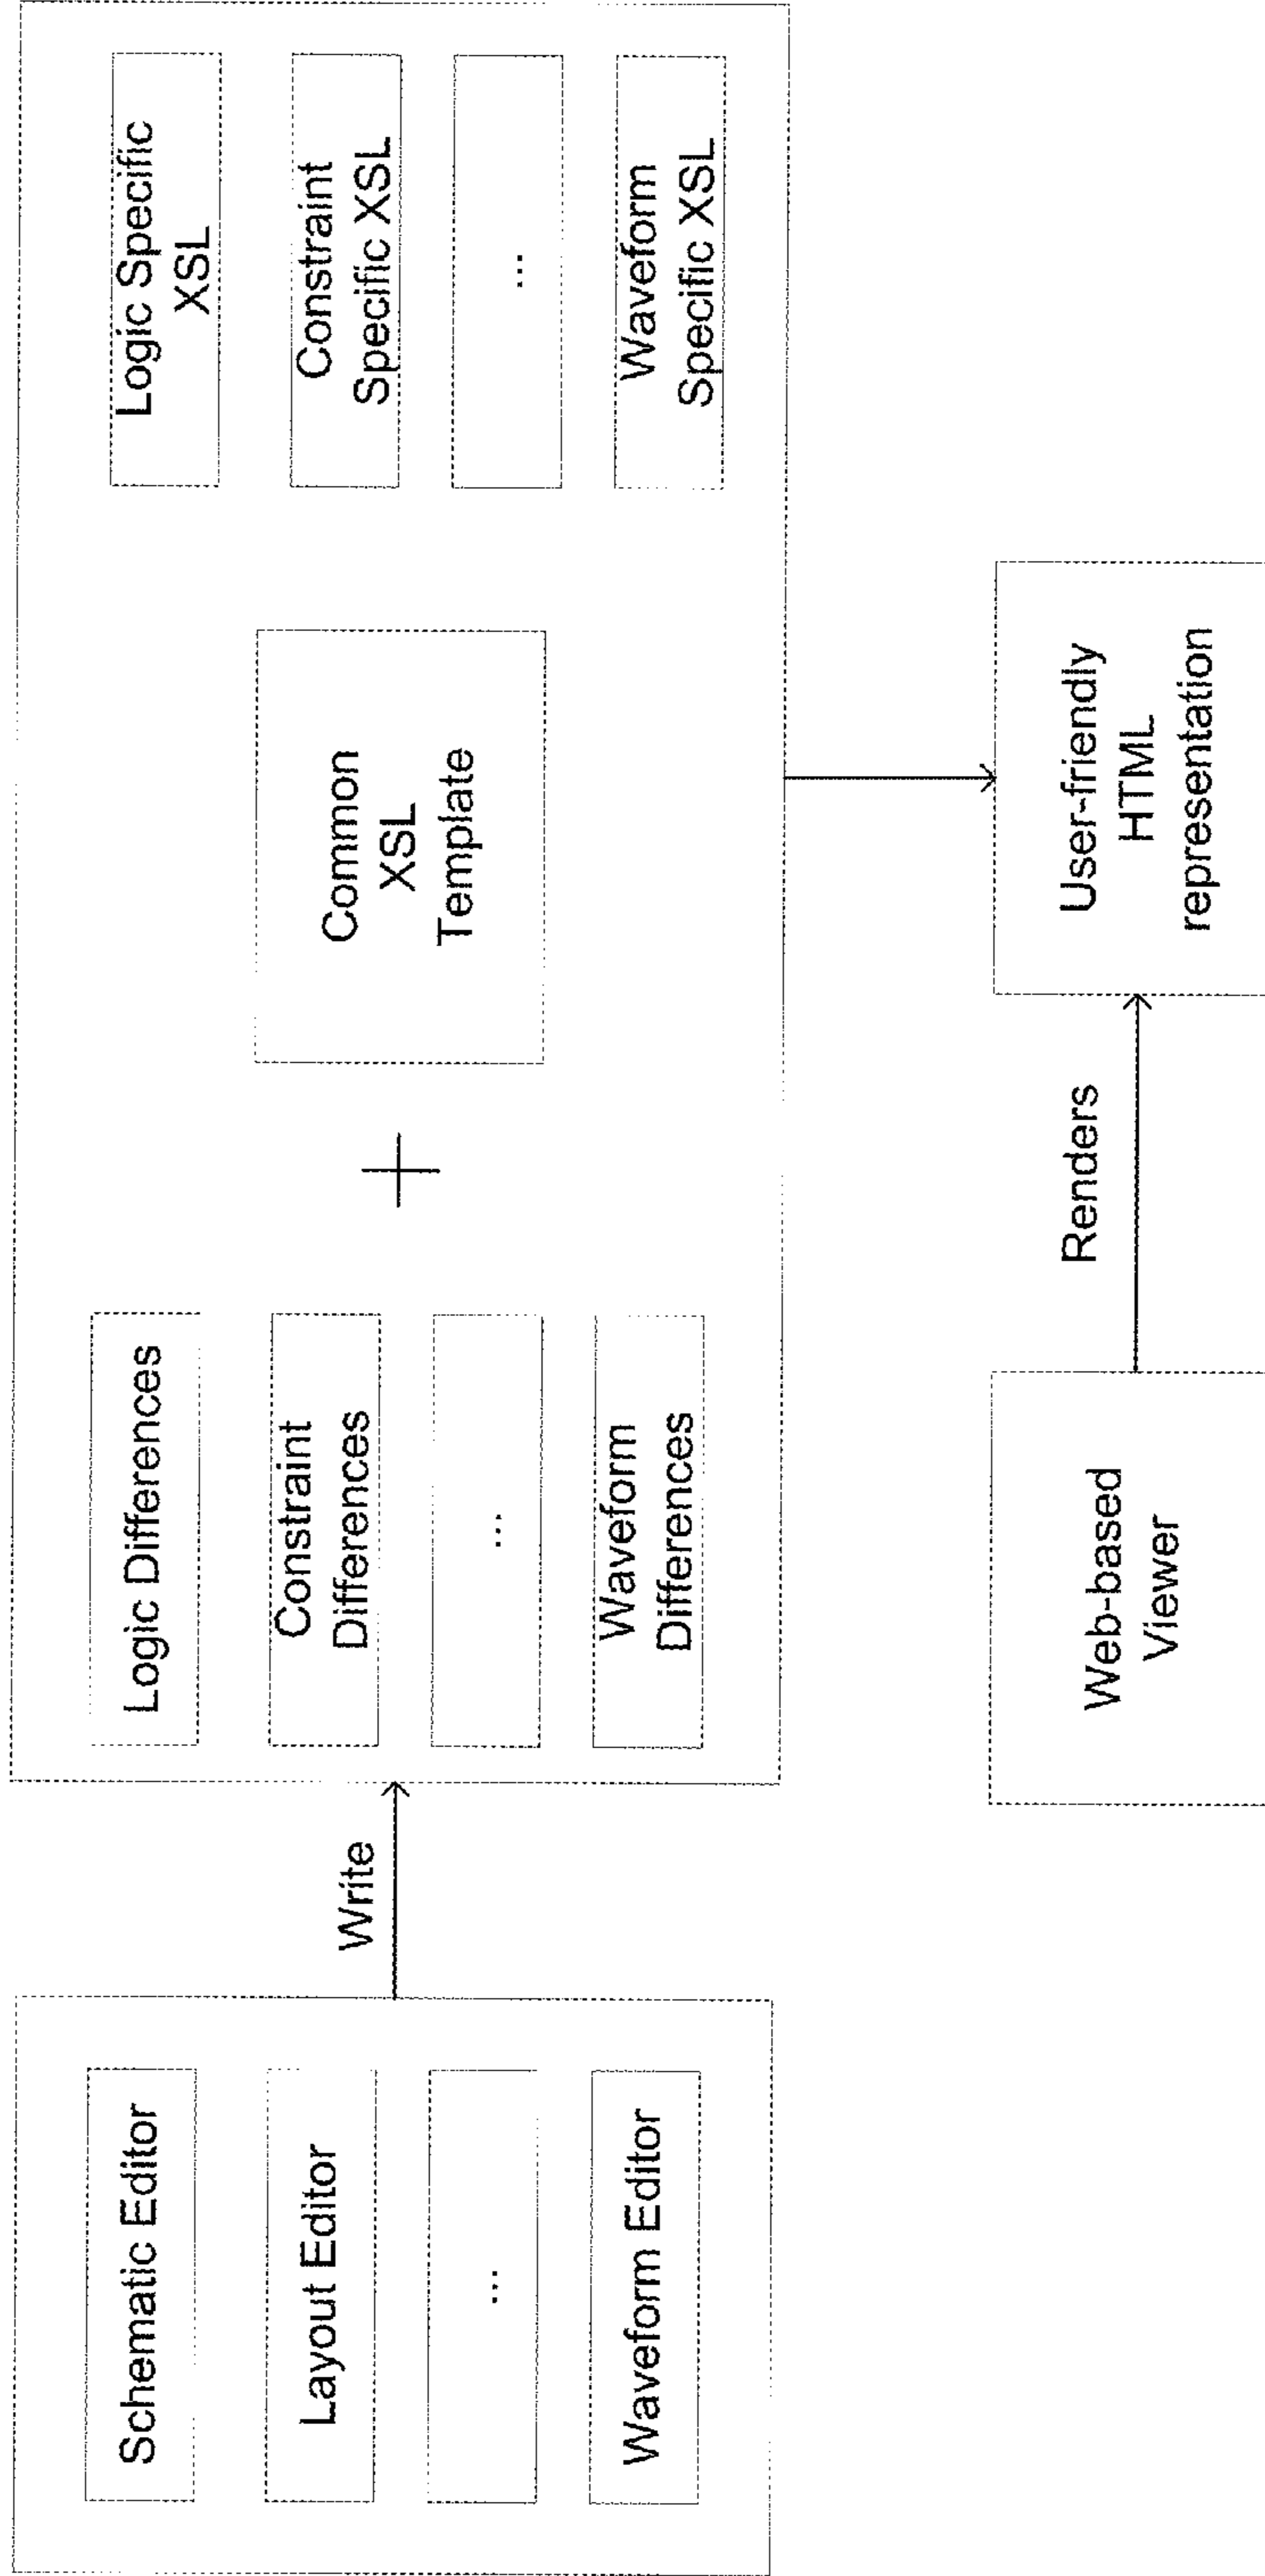 Schematic Editor
Layout Editor
...
Waveform Editor
Write
Logic Differences
Constraint
Differences
...
Waveform
Differences
+
Common
XSL
Template
Logic Specific
XSL
Constraint
Specific XSL
...
Waveform
Specific XSL
Web-based
Viewer
Renders
User-friendly
HTML
representation